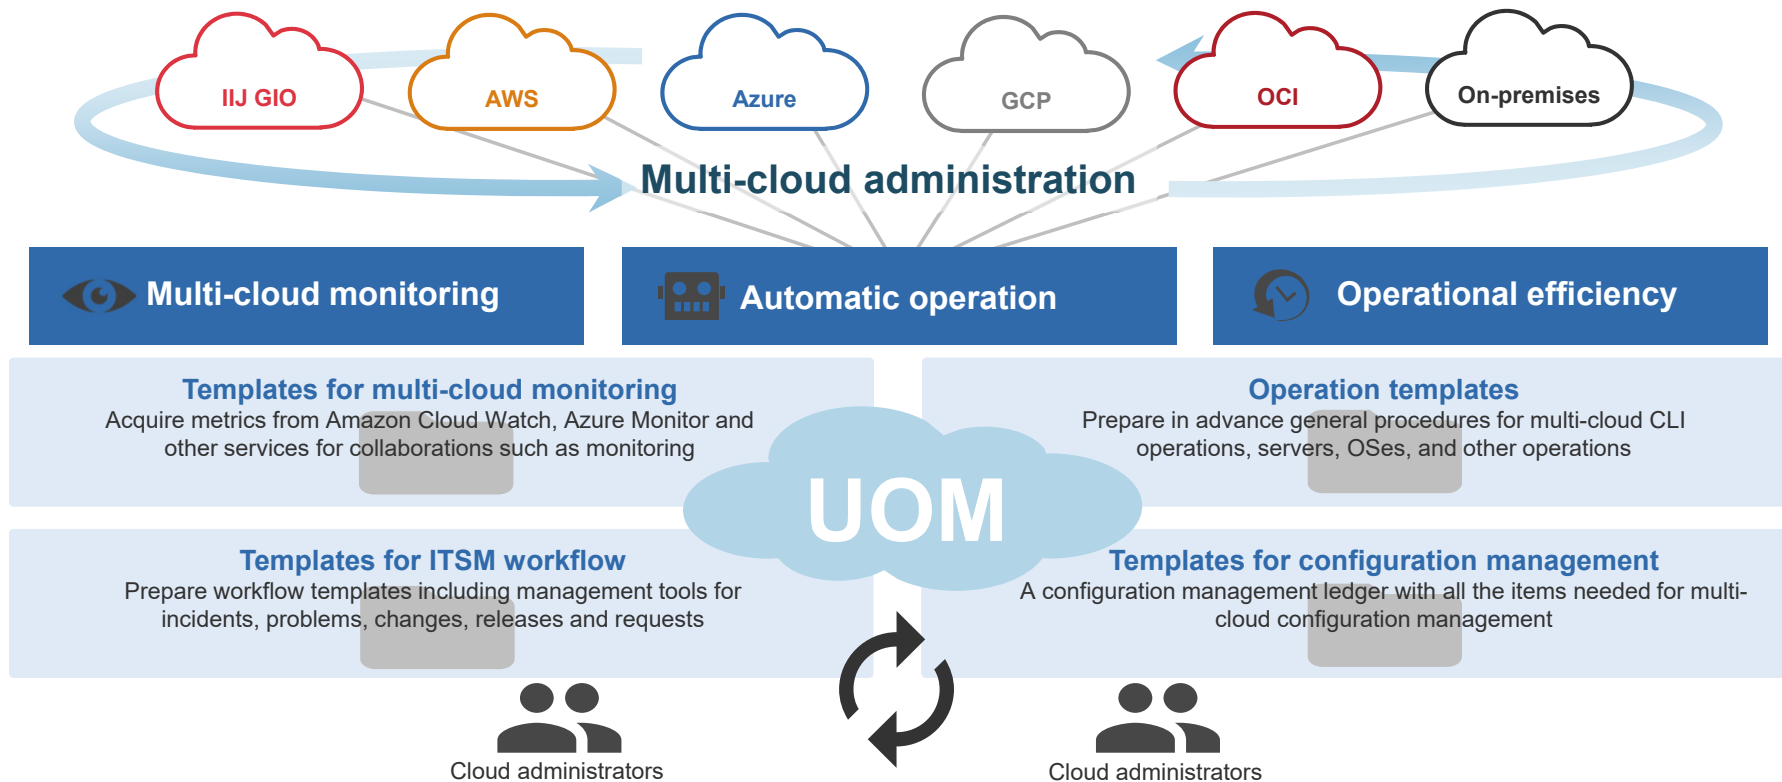 IIJ GIO
AWS
Azure
GCP
OCI
On-premises
Multi-cloud administration
Multi-cloud monitoring
Automatic operation
Operational efficiency
Templates for multi-cloud monitoring
Acquire metrics from Amazon Cloud Watch, Azure Monitor and
other services for collaborations such as monitoring
Operation templates
Prepare in advance general procedures for multi-cloud CLI
operations, servers, OSes, and other operations
UOM
Templates for ITSM workflow
Prepare workflow templates including management tools for
incidents, problems, changes, releases and requests
Templates for configuration management
A configuration management ledger with all the items needed for multi-
cloud configuration management
Cloud administrators
Cloud administrators